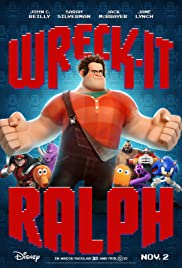 JOHN C. REILLY SARAH SILVERMAN JACK McBRAYER JANE LYNCH
WRECK-IT
RALPH
Disney
NOV. 2